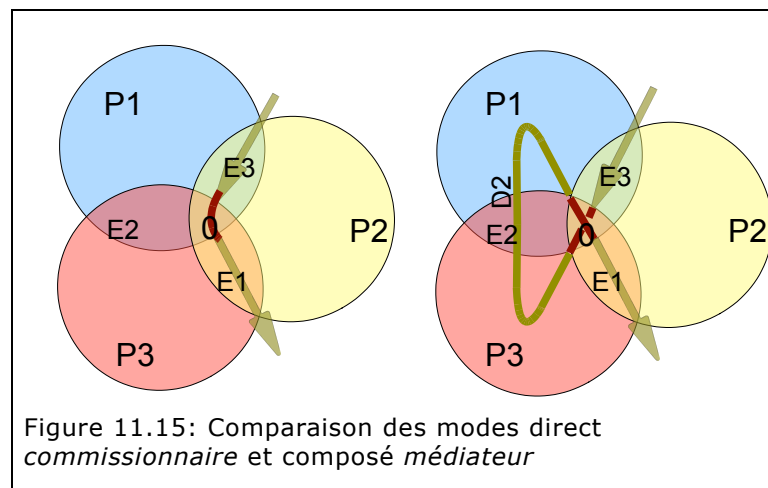 P1
E3
E2
0
P2
E1
P3
P1
D2
E3
E2
0
P2
E1
P3
Figure 11.15: Comparaison des modes direct
commissionnaire et composé médiateur